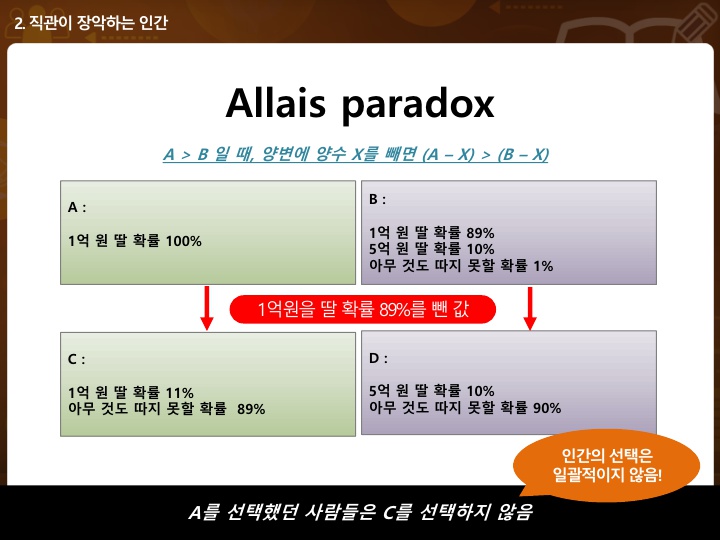 2. 직관이 장악하는 인간
Allais paradox
A > B 일 때, 양변에 양수 X를 빼면 (A – X) > (B – X)
A :
1억 원 딸 확률 100%
B :
1억 원 딸 확률 89%
5억 원 딸 확률 10%
아무 것도 따지 못할 확률 1%
1억원을 딸 확률 89%를 뺀 값
C :
1억 원 딸 확률 11%
아무 것도 따지 못할 확률 89%
D :
5억 원 딸 확률 10%
아무 것도 따지 못할 확률 90%
인간의 선택은
일괄적이지 않음!
A를 선택했던 사람들은 C를 선택하지 않음